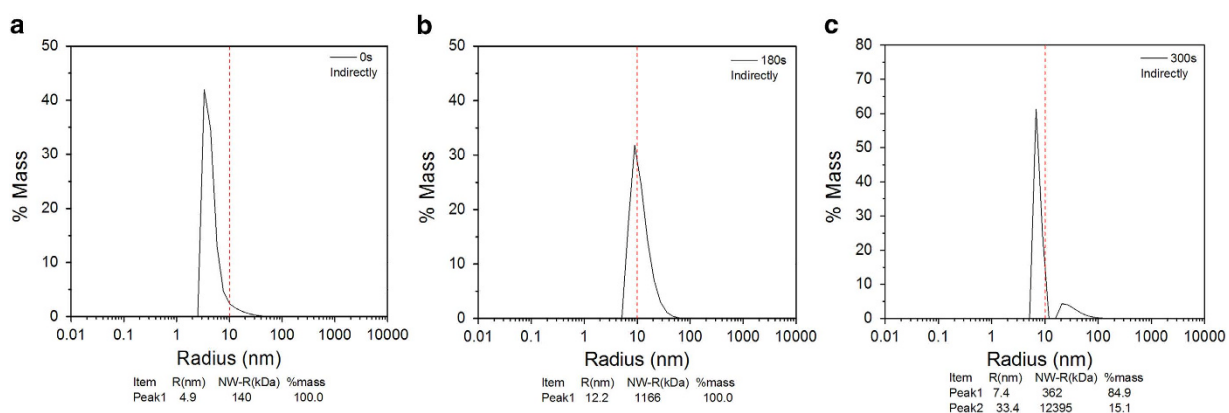 a
50
40
30
20
10
0
% Mass
0s
Indirectly
0.01 0.1 1 10 100 1000 10000
Radius (nm)
Item R(nm) NW-R(kDa) %mass
Peak1 4.9 140 100.0
b
50
40
30
20
10
0
% Mass
180s
Indirectly
0.01 0.1 1 10 100 1000 10000
Radius (nm)
Item R(nm) NW-R(kDa) %mass
Peak1 12.2 1166 100.0
c
80
70
60
50
40
30
20
10
0
% Mass
300s
Indirectly
0.01 0.1 1 10 100 1000 10000
Radius (nm)
Item R(nm) NW-R(kDa) %mass
Peak1 7.4 362 84.9
Peak2 33.4 12395 15.1